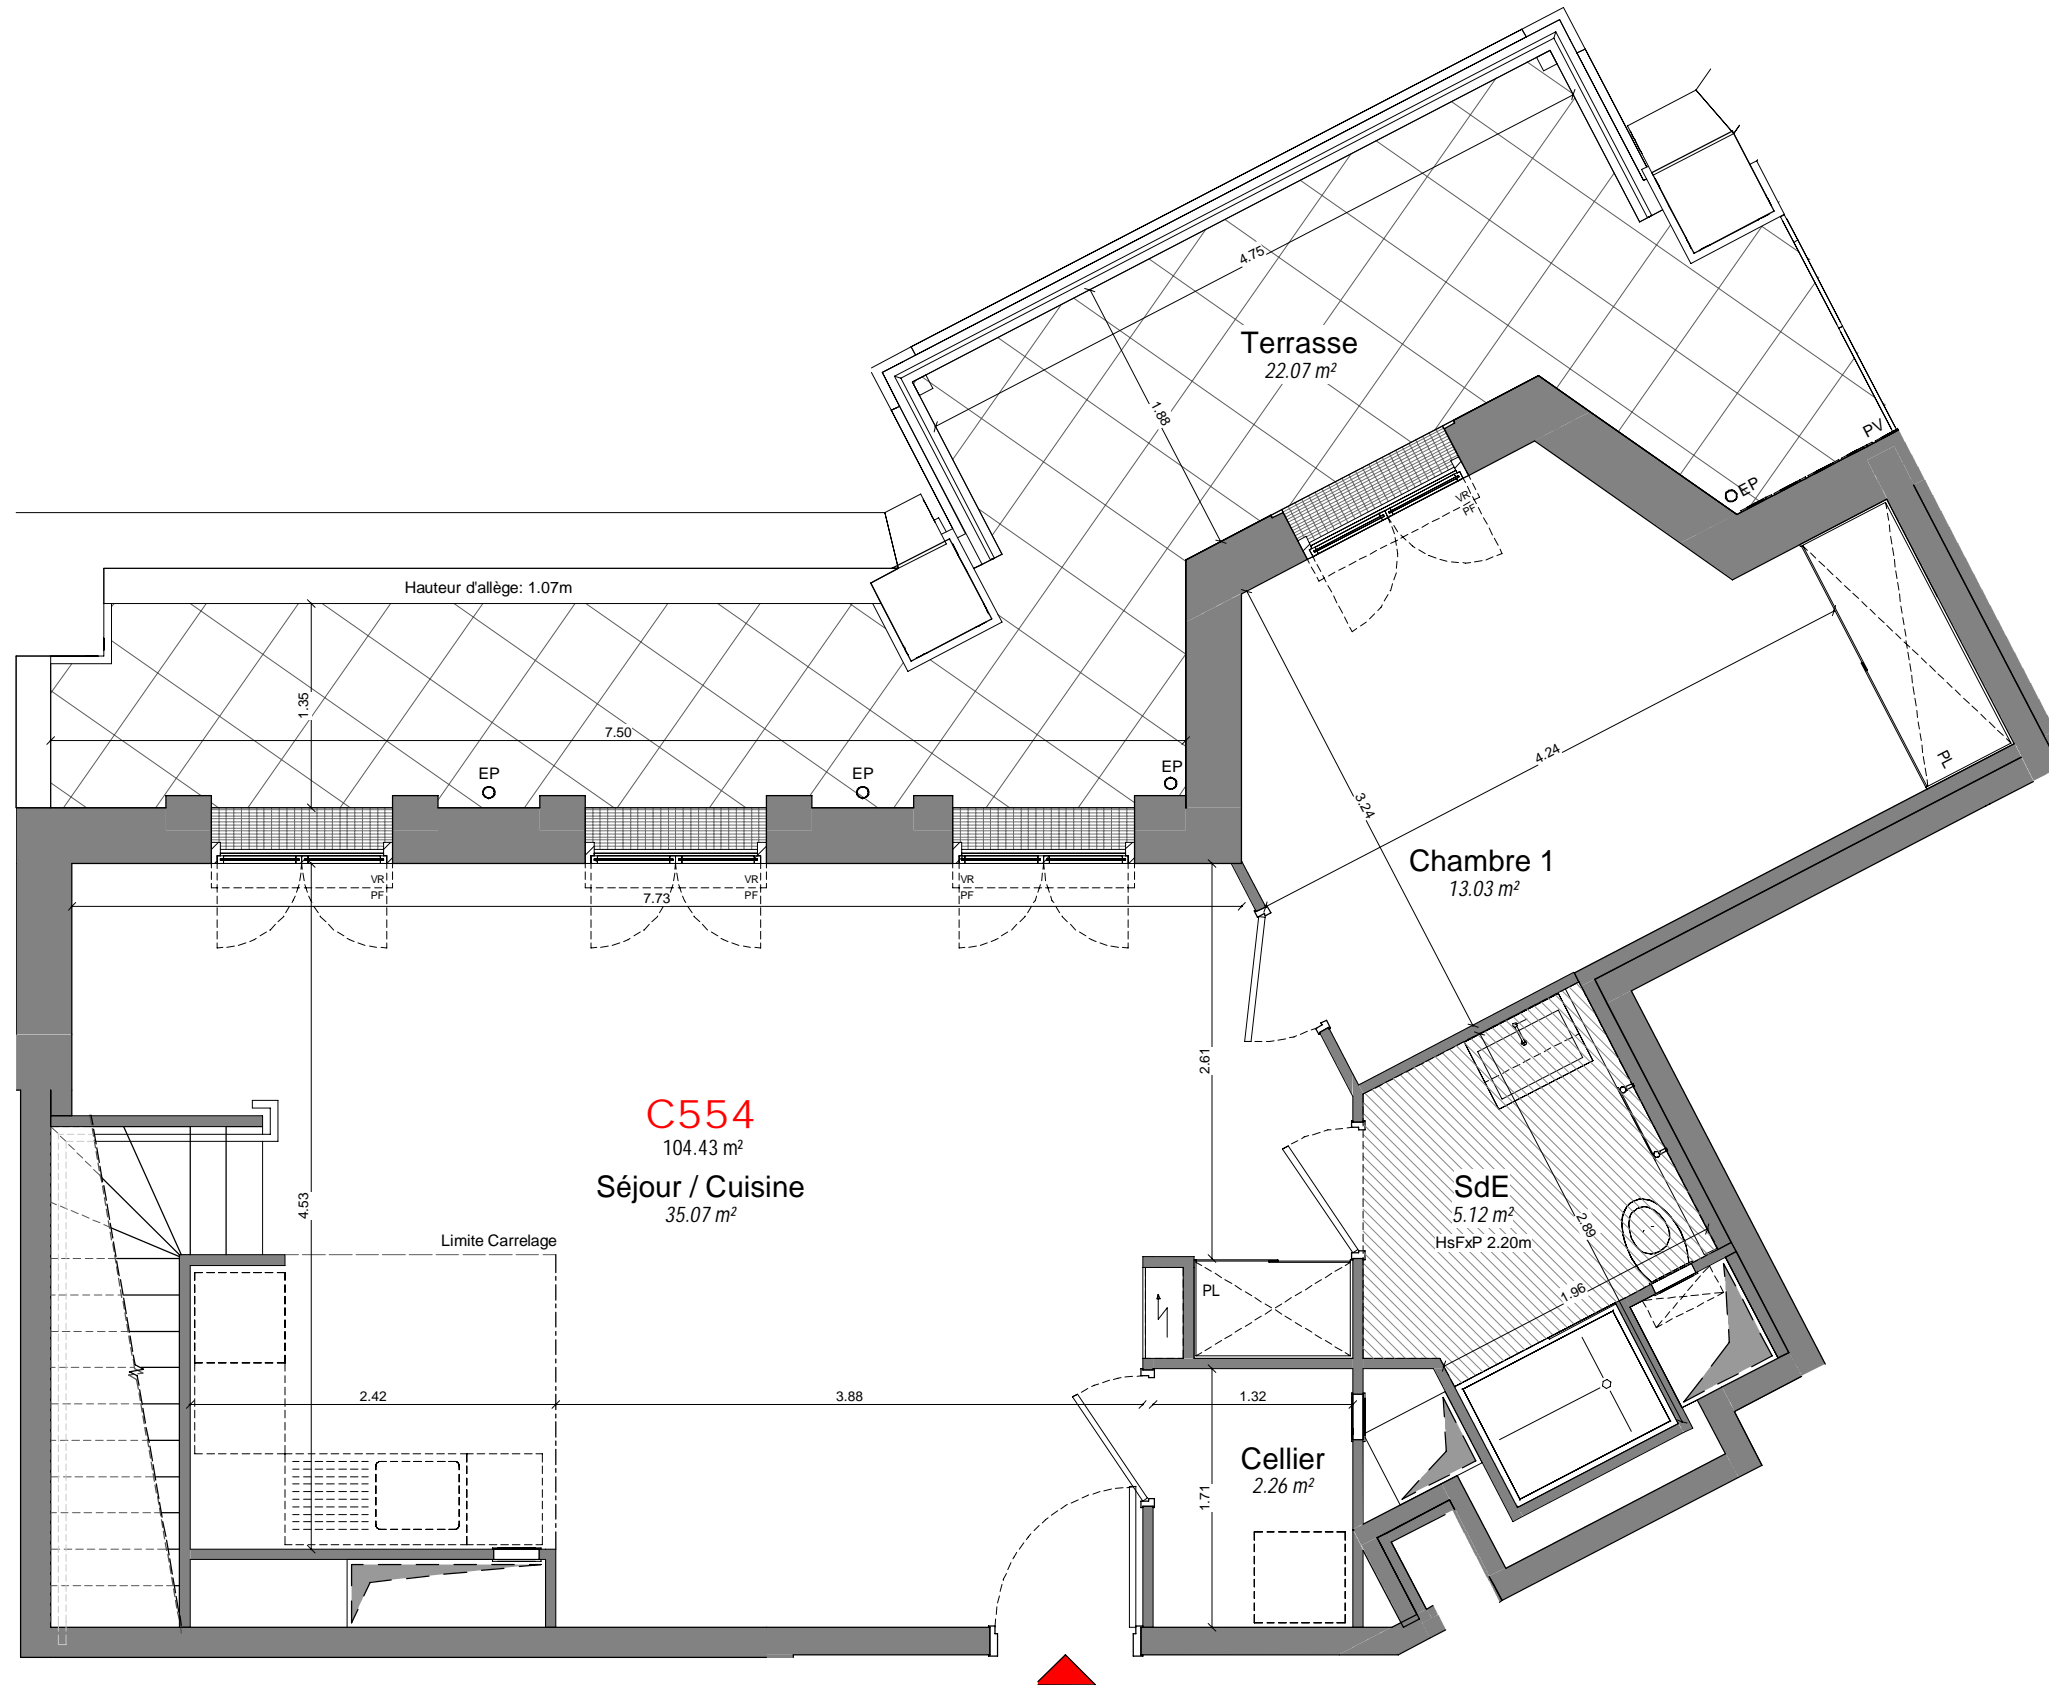 4.75
Terrasse
22.07 m²
1.88
PV
EP
VR
PF
Hauteur d'allège: 1.07m
1.35
7.50
EP
EP
EP
4.24
PL
3.24
VR
PF
VR
PF
VR
PF
7.73
Chambre 1
13.03 m²
2.61
C554
104.43 m²
Séjour / Cuisine
35.07 m²
4.53
SdE
5.12 m²
HsFxP 2.20m
2.89
Limite Carrelage
PL
1.96
2.42
3.88
1.32
Cellier
2.26 m²
1.71